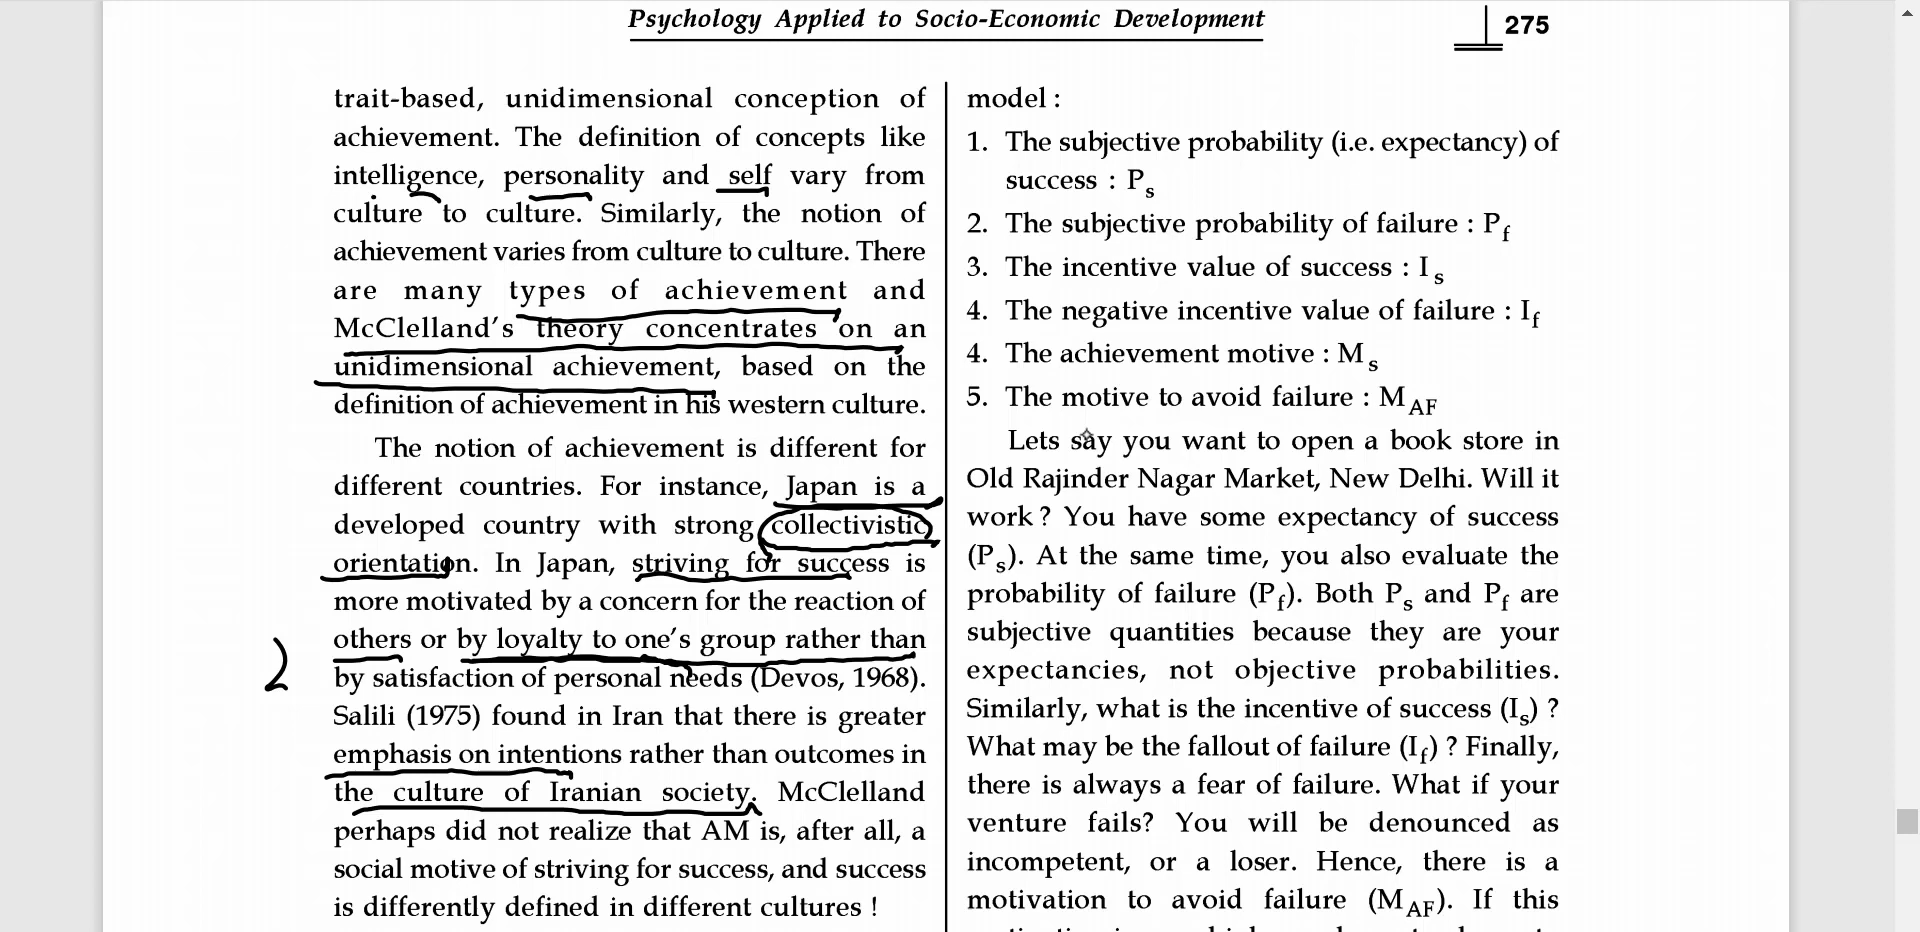 Psychology Applied to Socio-Economic Development
275
trait-based, unidimensional conception of
achievement. The definition of concepts like
intelligence, personality and self vary from
culture to culture. Similarly, the notion of
achievement varies from culture to culture. There
are many types of achievement and
McClelland's theory concentrates on an
unidimensional achievement, based on the
definition of achievement in his western culture.
The notion of achievement is different for
different countries. For instance, Japan is a
developed country with strong collectivistic
orientation. In Japan, striving for success is
more motivated by a concern for the reaction of
others or by loyalty to one's group rather than
2
by satisfaction of personal needs (Devos, 1968).
Salili (1975) found in Iran that there is greater
emphasis on intentions rather than outcomes in
the culture of Iranian society. McClelland
perhaps did not realize that AM is, after all, a
social motive of striving for success, and success
is differently defined in different cultures !
model :
1. The subjective probability (i.e. expectancy) of
success : Ps
2. The subjective probability of failure : Pf
3. The incentive value of success : Is
4. The negative incentive value of failure : If
4. The achievement motive : Ms
5. The motive to avoid failure : MAF
Lets say you want to open a book store in
Old Rajinder Nagar Market, New Delhi. Will it
work ? You have some expectancy of success
(Ps). At the same time, you also evaluate the
probability of failure (Pf). Both Ps and Pf are
subjective quantities because they are your
expectancies, not objective probabilities.
Similarly, what is the incentive of success (Is) ?
What may be the fallout of failure (If) ? Finally,
there is always a fear of failure. What if your
venture fails? You will be denounced as
incompetent, or a loser. Hence, there is a
motivation to avoid failure (MAF). If this